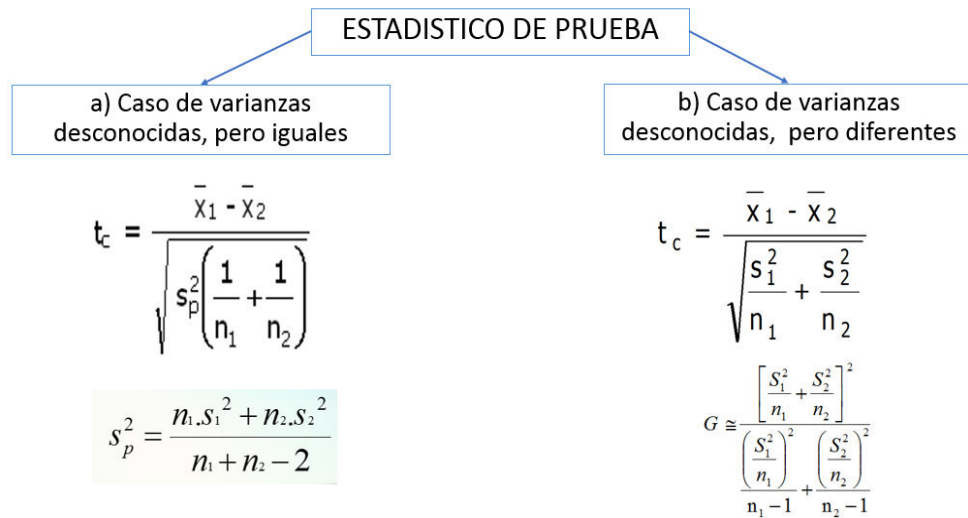 ESTADISTICO DE PRUEBA
a) Caso de varianzas
desconocidas, pero iguales
b) Caso de varianzas
desconocidas, pero diferentes
t_c = (x̄₁ - x̄₂) / √(s_p²(1/n₁ + 1/n₂))
t_c = (x̄₁ - x̄₂) / √(s₁²/n₁ + s₂²/n₂)
s_p² = (n₁.s₁² + n₂.s₂²) / (n₁ + n₂ − 2)
G ≅ [S₁²/n₁ + S₂²/n₂]² / ((S₁²/n₁)²/(n₁−1) + (S₂²/n₂)²/(n₂−1))